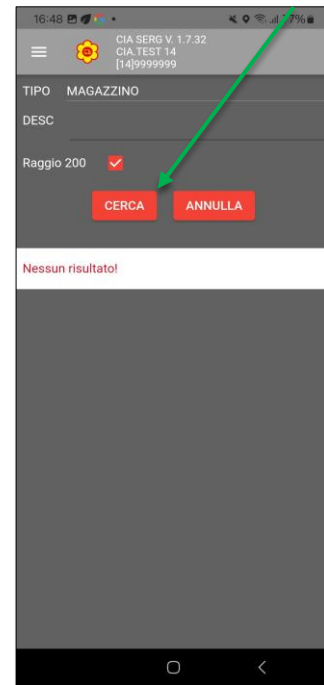 16:48
CIA SERG V. 1.7.32
CIA.TEST 14
[14]9999999
TIPO MAGAZZINO
DESC
Raggio 200
CERCA ANNULLA
Nessun risultato!